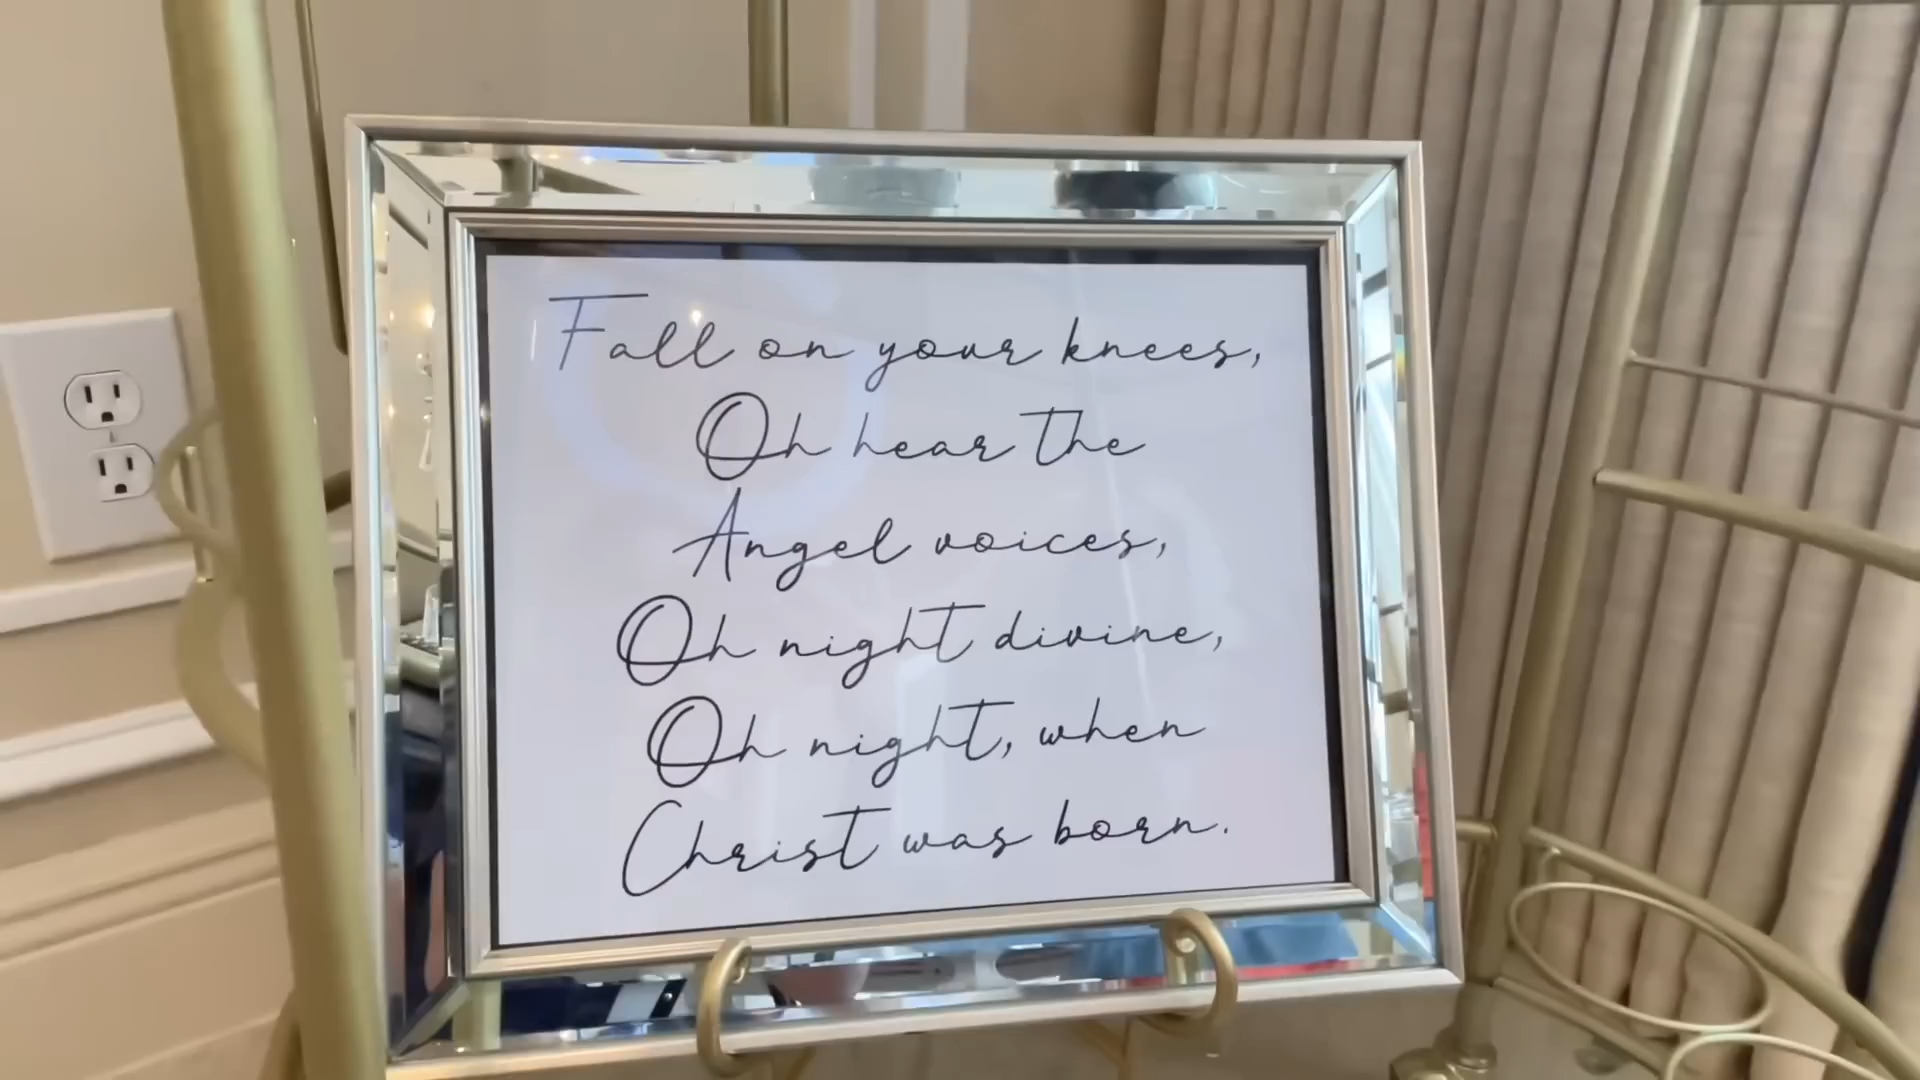 Fall on your knees,
Oh hear the
Angel voices,
Oh night divine,
Oh night, when
Christ was born.